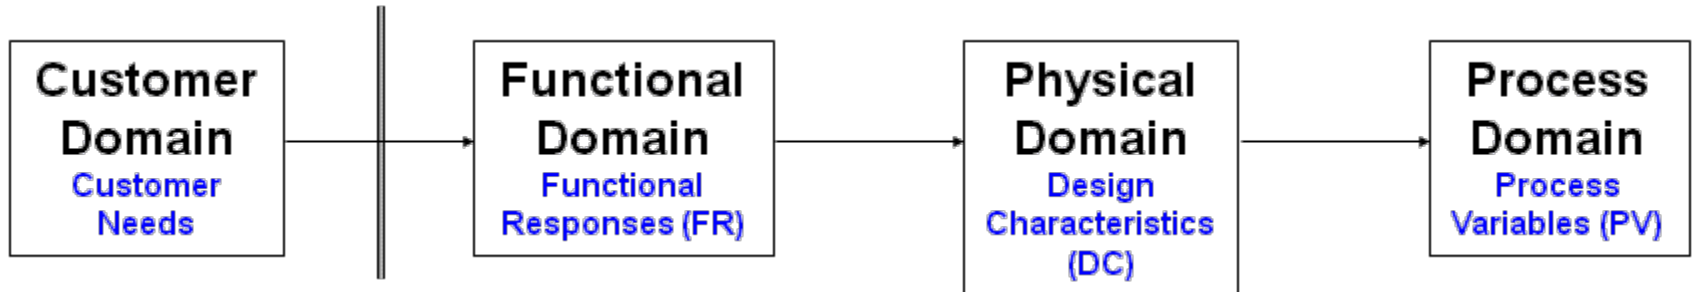 Customer
Domain
Customer
Needs
Functional
Domain
Functional
Responses (FR)
Physical
Domain
Design
Characteristics
(DC)
Process
Domain
Process
Variables (PV)